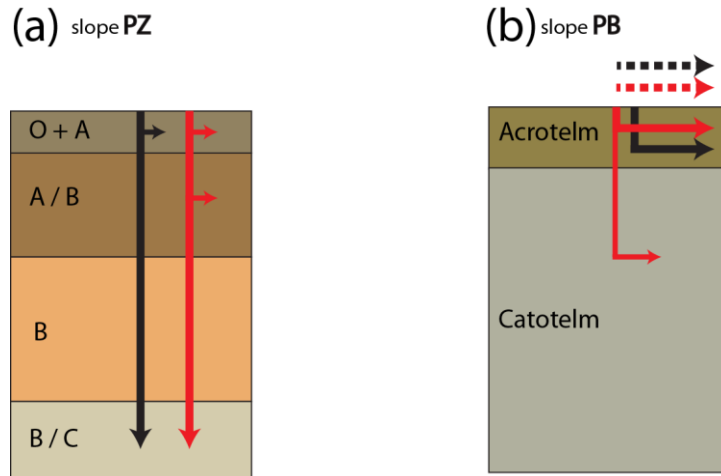 (a) slope PZ
O + A
A / B
B
B / C
(b) slope PB
Acrotelm
Catotelm